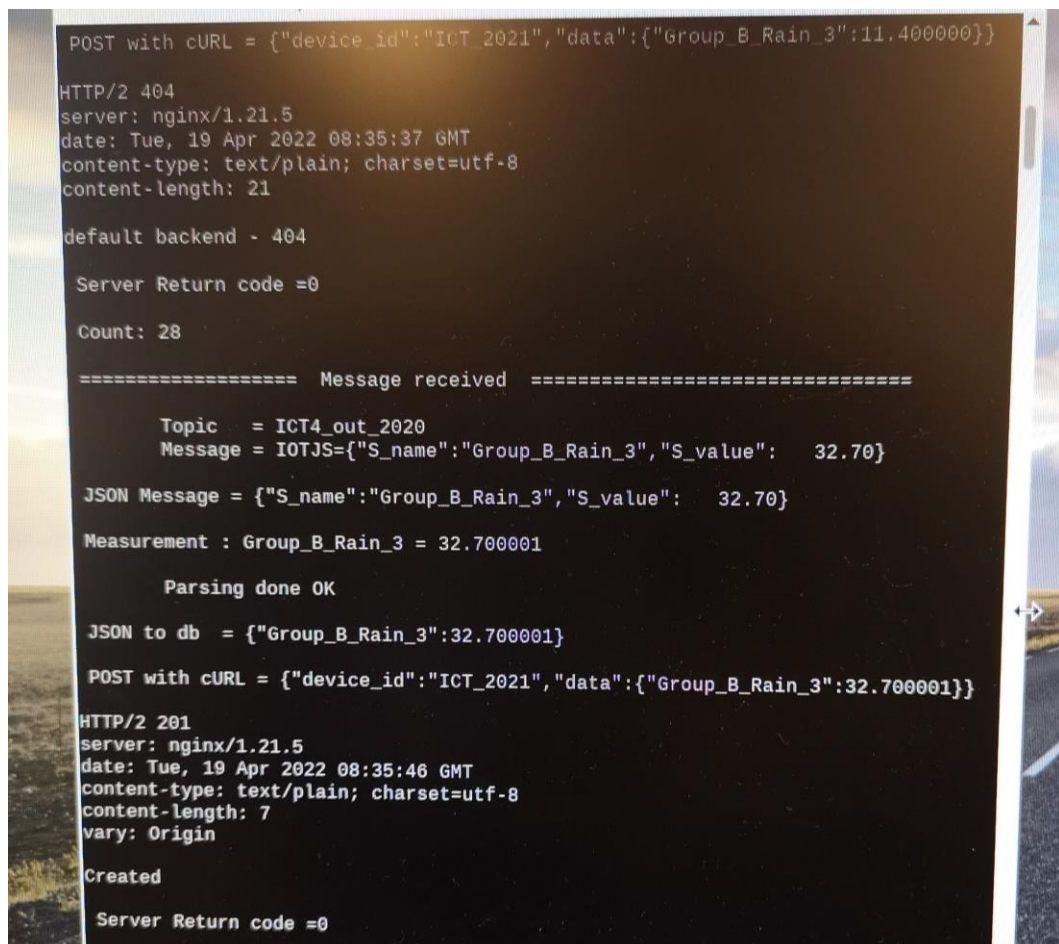 POST with cURL = {"device_id":"ICT_2021","data":{"Group_B_Rain_3":11.400000}}
HTTP/2 404
server: nginx/1.21.5
date: Tue, 19 Apr 2022 08:35:37 GMT
content-type: text/plain; charset=utf-8
content-length: 21
default backend - 404
Server Return code =0
Count: 28
=================== Message received =================================
Topic = ICT4_out_2020
Message = IOTJS={"S_name":"Group_B_Rain_3","S_value": 32.70}
JSON Message = {"S_name":"Group_B_Rain_3","S_value": 32.70}
Measurement : Group_B_Rain_3 = 32.700001
Parsing done OK
JSON to db = {"Group_B_Rain_3":32.700001}
POST with cURL = {"device_id":"ICT_2021","data":{"Group_B_Rain_3":32.700001}}
HTTP/2 201
server: nginx/1.21.5
date: Tue, 19 Apr 2022 08:35:46 GMT
content-type: text/plain; charset=utf-8
content-length: 7
vary: Origin
Created
Server Return code =0